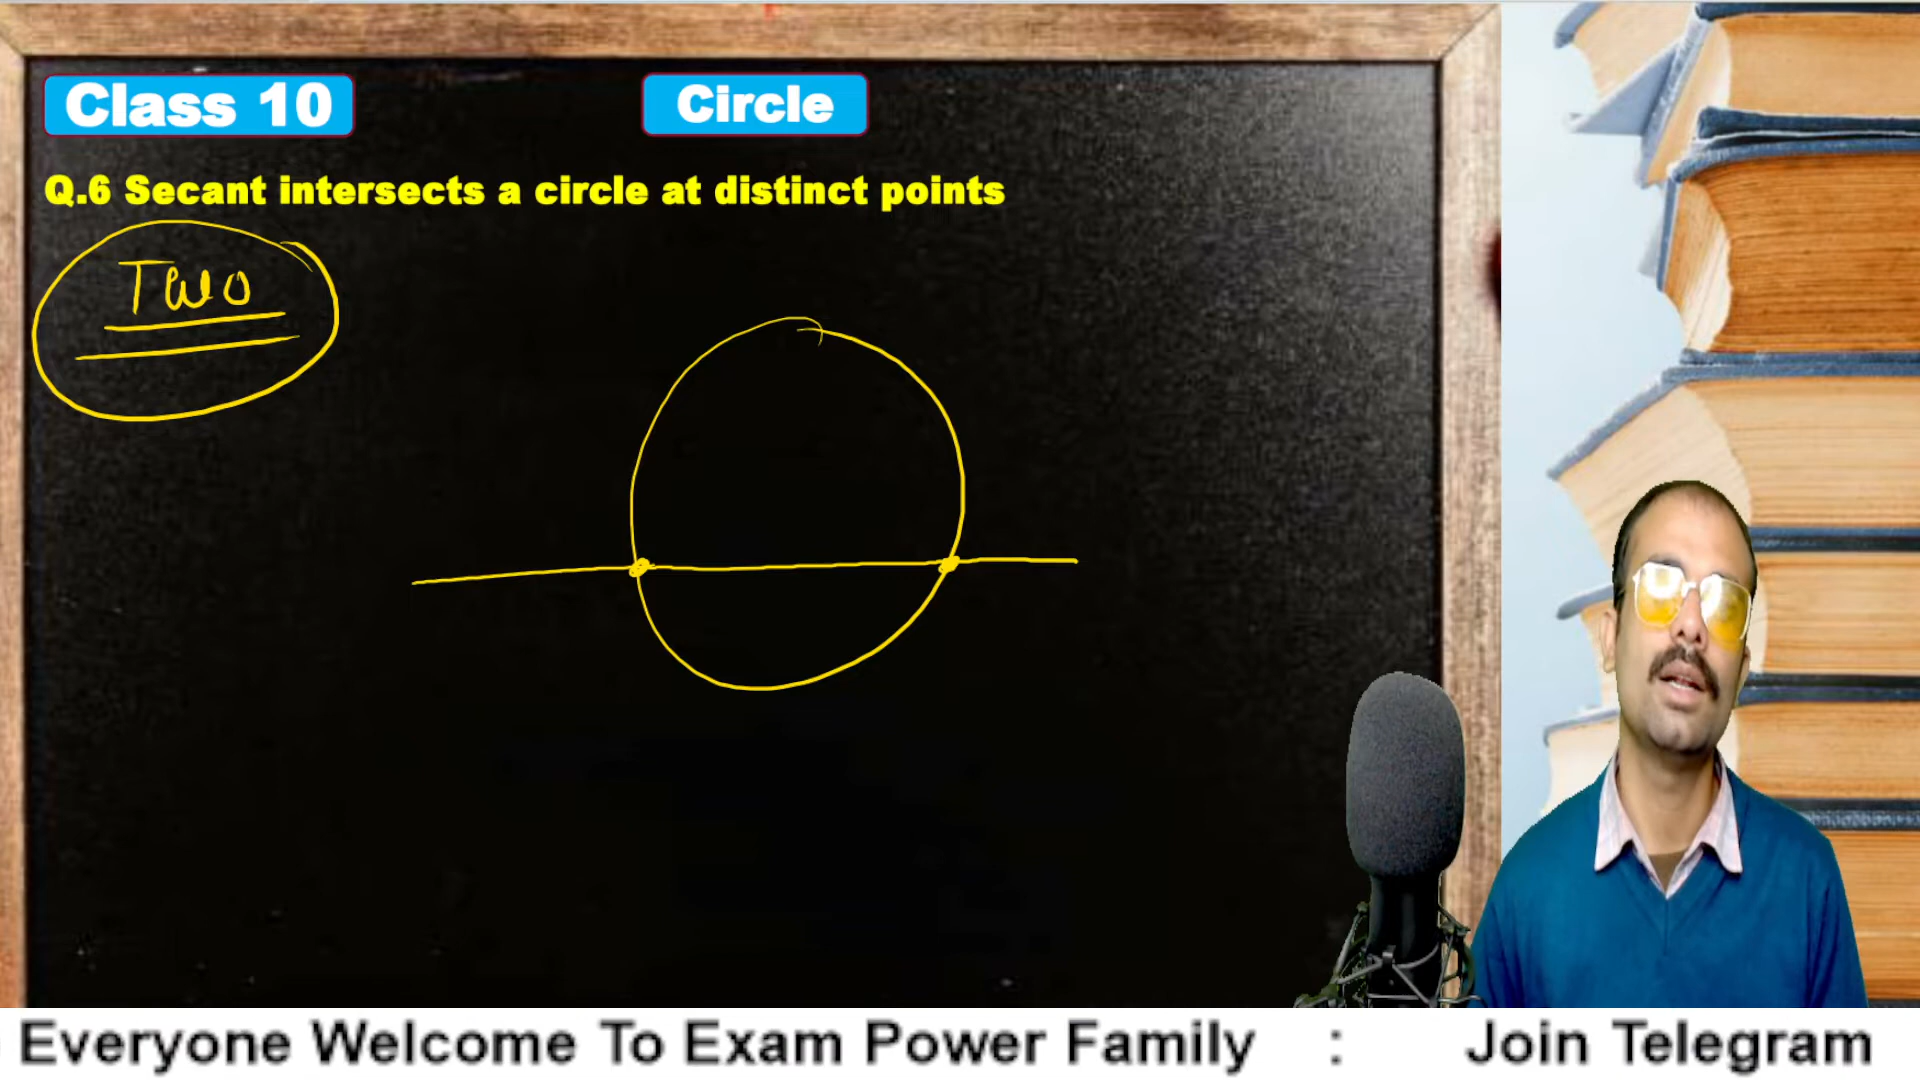 Class 10
Circle
Q.6 Secant intersects a circle at distinct points
Two
Everyone Welcome To Exam Power Family : Join Telegram